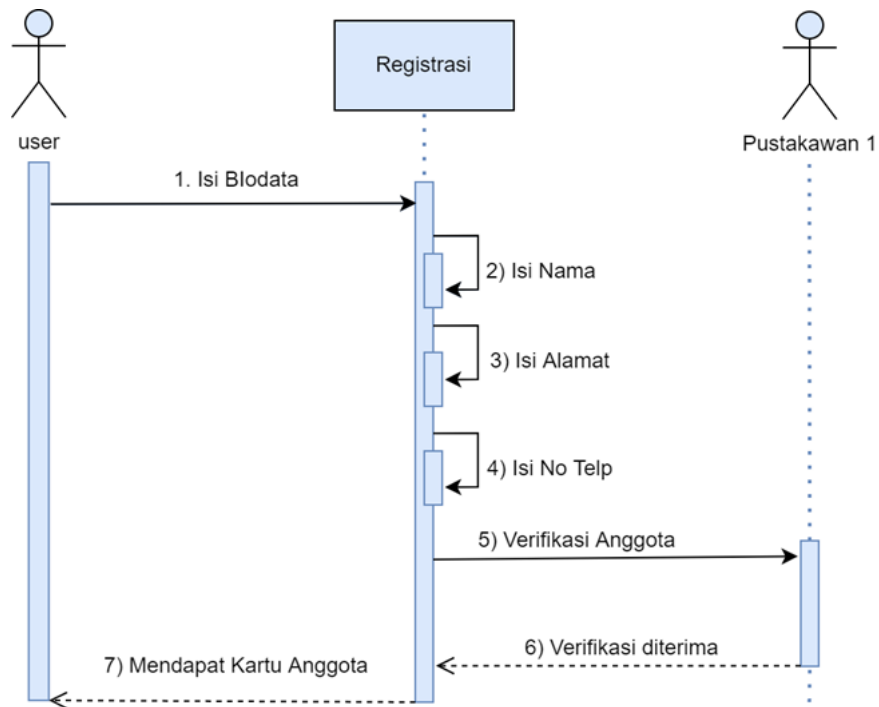 Registrasi
user
Pustakawan 1
1. Isi BIodata
2) Isi Nama
3) Isi Alamat
4) Isi No Telp
5) Verifikasi Anggota
6) Verifikasi diterima
7) Mendapat Kartu Anggota